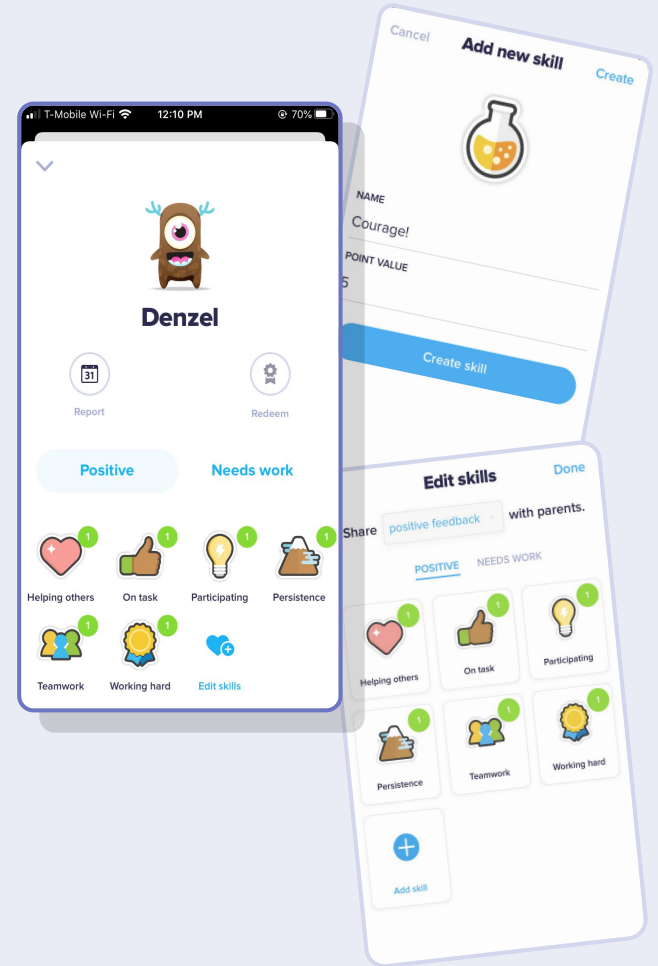 T-Mobile Wi-Fi 12:10 PM 70%
31
Denzel
Report Redeem
Positive Needs work
1 1 1 1
Helping others On task Participating Persistence
1 1
Teamwork Working hard Edit skills
Cancel Add new skill Create
NAME
Courage!
POINT VALUE
5
Create skill
Edit skills Done
Share positive feedback with parents.
POSITIVE NEEDS WORK
1 1 1
Helping others On task Participating
1 1 1
Persistence Teamwork Working hard
Add skill